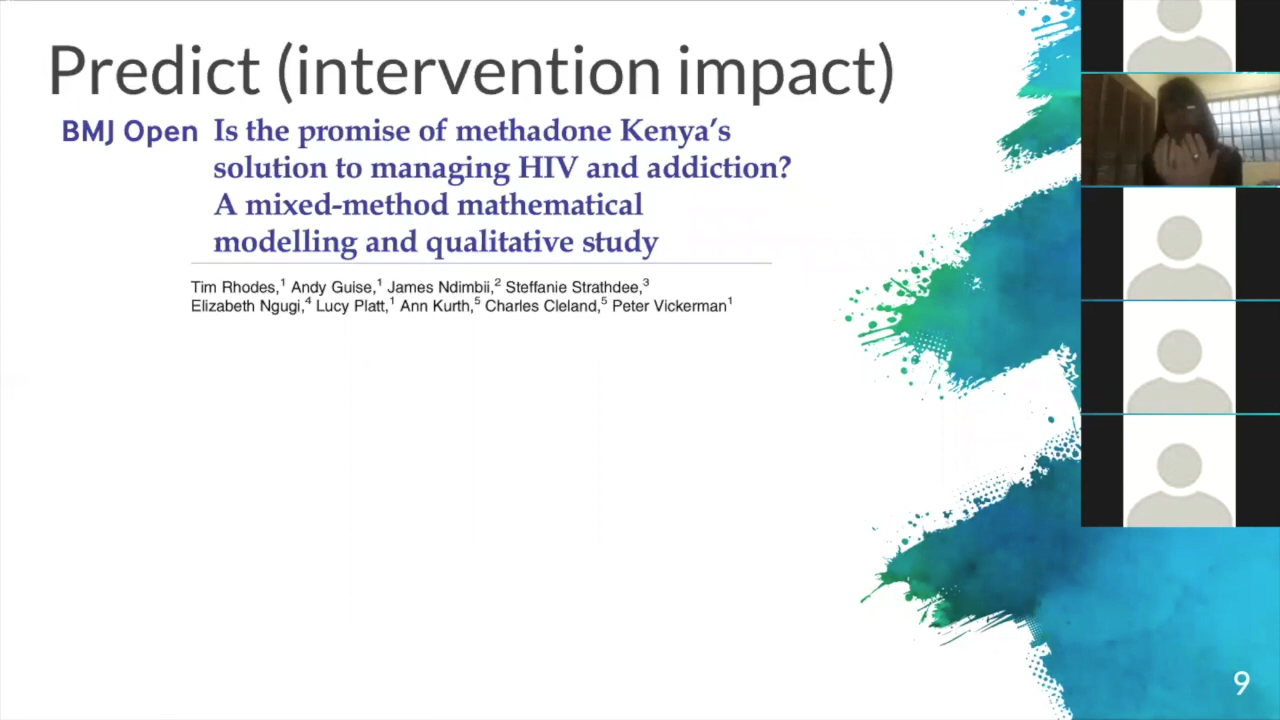 Predict (intervention impact)
BMJ Open Is the promise of methadone Kenya's
solution to managing HIV and addiction?
A mixed-method mathematical
modelling and qualitative study
Tim Rhodes,¹ Andy Guise,¹ James Ndimbii,² Steffanie Strathdee,³
Elizabeth Ngugi,⁴ Lucy Platt,¹ Ann Kurth,⁵ Charles Cleland,⁵ Peter Vickerman¹
9